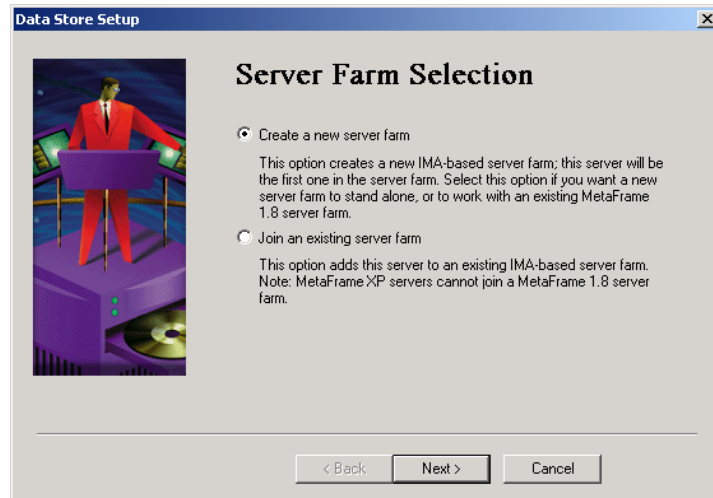 Data Store Setup
Server Farm Selection
Create a new server farm
This option creates a new IMA-based server farm; this server will be
the first one in the server farm. Select this option if you want a new
server farm to stand alone, or to work with an existing MetaFrame
1.8 server farm.
Join an existing server farm
This option adds this server to an existing IMA-based server farm.
Note: MetaFrame XP servers cannot join a MetaFrame 1.8 server
farm.
< Back Next > Cancel